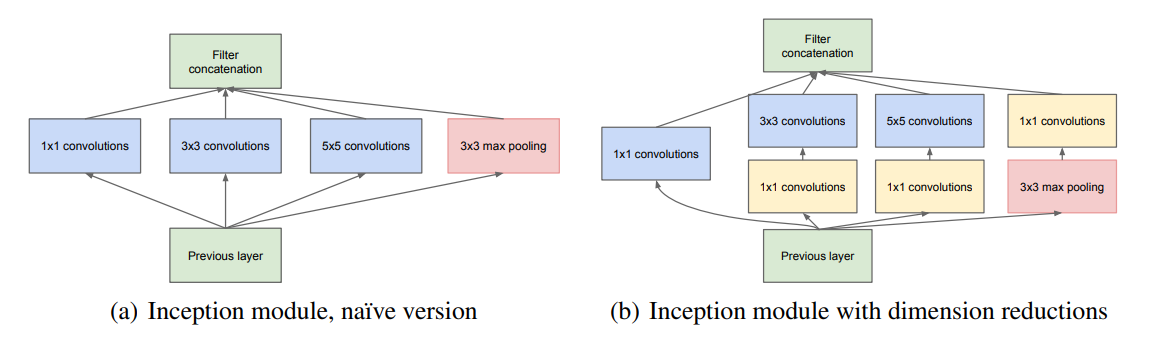 Filter
concatenation
1x1 convolutions
3x3 convolutions
5x5 convolutions
3x3 max pooling
Previous layer
(a) Inception module, naïve version
Filter
concatenation
3x3 convolutions
5x5 convolutions
1x1 convolutions
1x1 convolutions
1x1 convolutions
1x1 convolutions
3x3 max pooling
Previous layer
(b) Inception module with dimension reductions